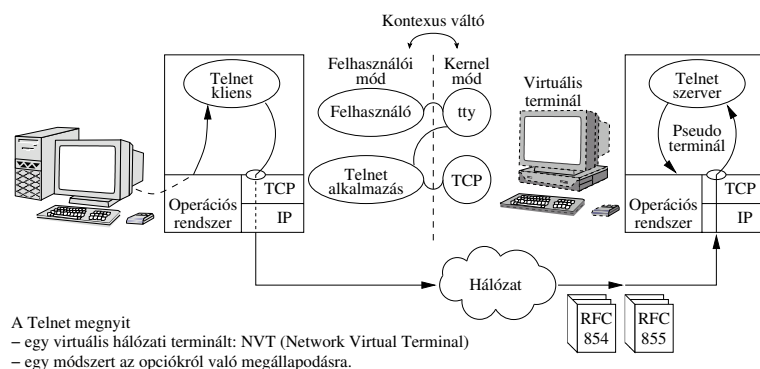 Kontexus váltó
Felhasználói
mód
Kernel
mód
Telnet
kliens
Felhasználó
tty
Telnet
alkalmazás
TCP
Operációs
rendszer
TCP
IP
Virtuális
terminál
Telnet
szerver
Pseudo
terminál
Operációs
rendszer
TCP
IP
Hálózat
RFC
854
RFC
855
A Telnet megnyit
– egy virtuális hálózati terminált: NVT (Network Virtual Terminal)
– egy módszert az opciókról való megállapodásra.